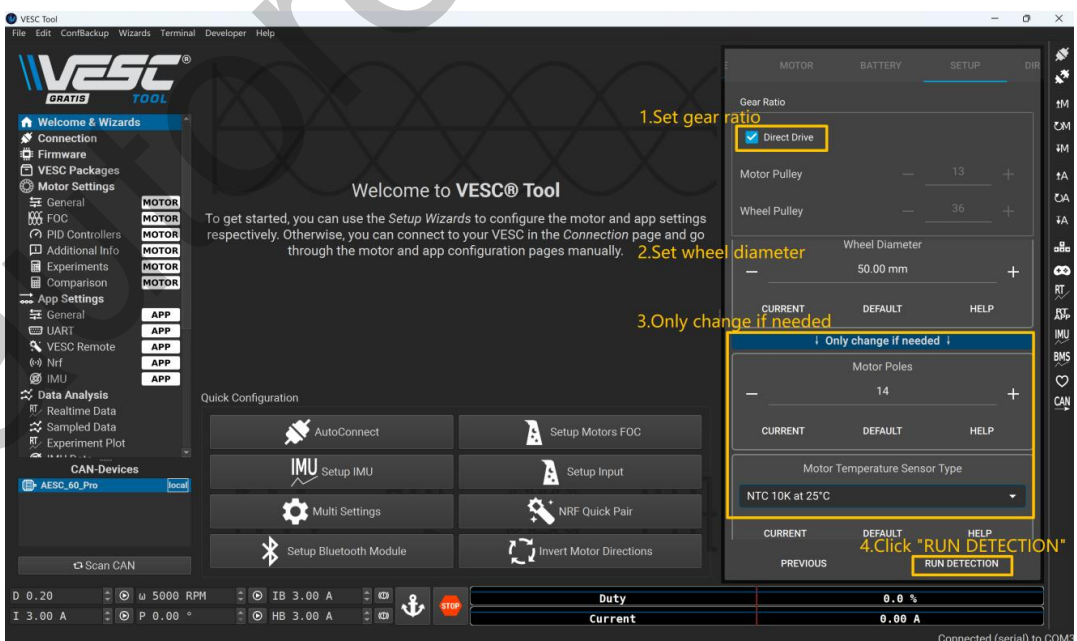 VESC Tool
File Edit ConfBackup Wizards Terminal Developer Help
VESC®
GRATIS TOOL
Welcome & Wizards
Connection
Firmware
VESC Packages
Motor Settings
General MOTOR
FOC MOTOR
PID Controllers MOTOR
Additional Info MOTOR
Experiments MOTOR
Comparison MOTOR
App Settings
General APP
UART APP
VESC Remote APP
Nrf APP
IMU APP
Data Analysis
RT Realtime Data
Sampled Data
RT Experiment Plot
CAN-Devices
AESC_60_Pro local
Scan CAN
Welcome to VESC® Tool
To get started, you can use the Setup Wizards to configure the motor and app settings
respectively. Otherwise, you can connect to your VESC in the Connection page and go
through the motor and app configuration pages manually.
Quick Configuration
AutoConnect Setup Motors FOC
IMU Setup IMU Setup Input
Multi Settings NRF Quick Pair
Setup Bluetooth Module Invert Motor Directions
MOTOR BATTERY SETUP DIR
Gear Ratio
1.Set gear ratio
Direct Drive
Motor Pulley — 13 +
Wheel Pulley — 36 +
2.Set wheel diameter
Wheel Diameter
— 50.00 mm +
CURRENT DEFAULT HELP
3.Only change if needed
↓ Only change if needed ↓
Motor Poles
— 14 +
CURRENT DEFAULT HELP
Motor Temperature Sensor Type
NTC 10K at 25°C
CURRENT DEFAULT HELP
4.Click "RUN DETECTION"
PREVIOUS RUN DETECTION
↑M
↻M
↓M
↑A
↻A
↓A
RT
RT
APP
IMU
BMS
CAN
D 0.20 ω 5000 RPM IB 3.00 A
I 3.00 A P 0.00 ° HB 3.00 A
STOP
Duty 0.0 %
Current 0.00 A